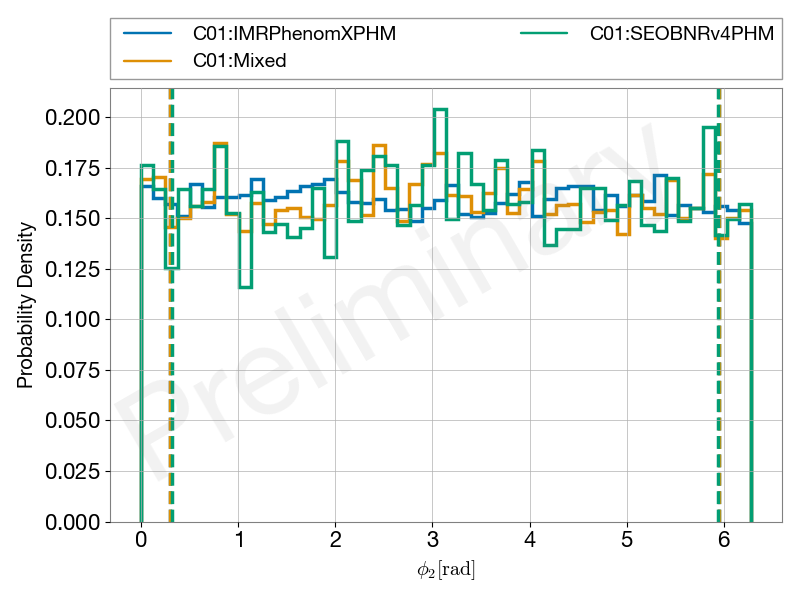 C01:IMRPhenomXPHM
C01:Mixed
C01:SEOBNRv4PHM
0.200
0.175
0.150
0.125
0.100
0.075
0.050
0.025
0.000
Probability Density
Preliminary
0 1 2 3 4 5 6
ϕ₂[rad]